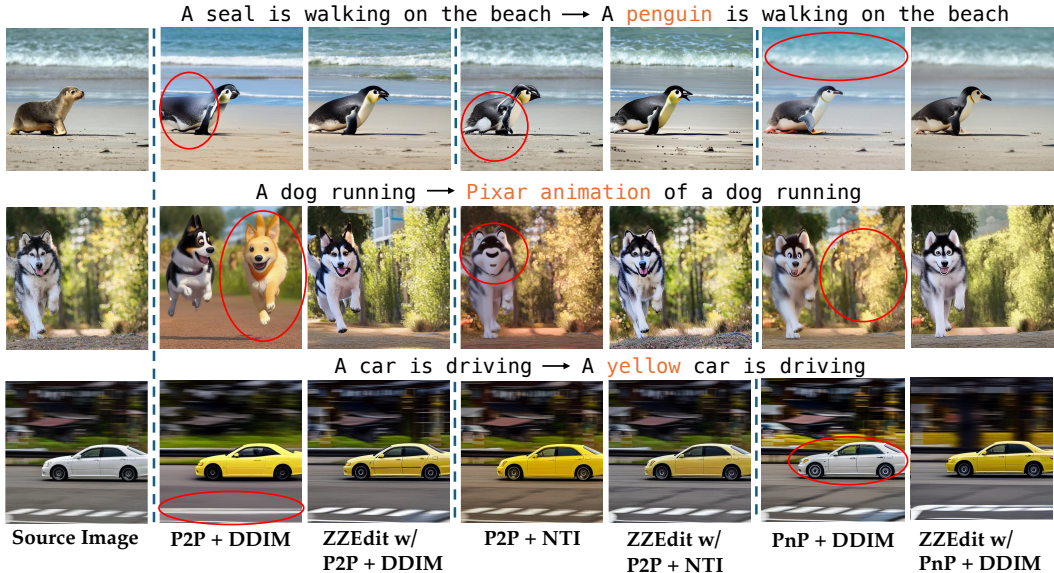 A seal is walking on the beach → A penguin is walking on the beach
A dog running → Pixar animation of a dog running
A car is driving → A yellow car is driving
Source Image
P2P + DDIM
ZZEdit w/
P2P + DDIM
P2P + NTI
ZZEdit w/
P2P + NTI
PnP + DDIM
ZZEdit w/
PnP + DDIM